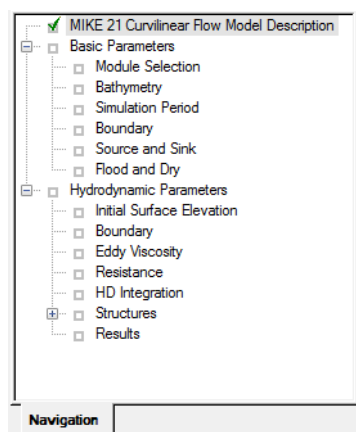 MIKE 21 Curvilinear Flow Model Description
Basic Parameters
Module Selection
Bathymetry
Simulation Period
Boundary
Source and Sink
Flood and Dry
Hydrodynamic Parameters
Initial Surface Elevation
Boundary
Eddy Viscosity
Resistance
HD Integration
Structures
Results
Navigation